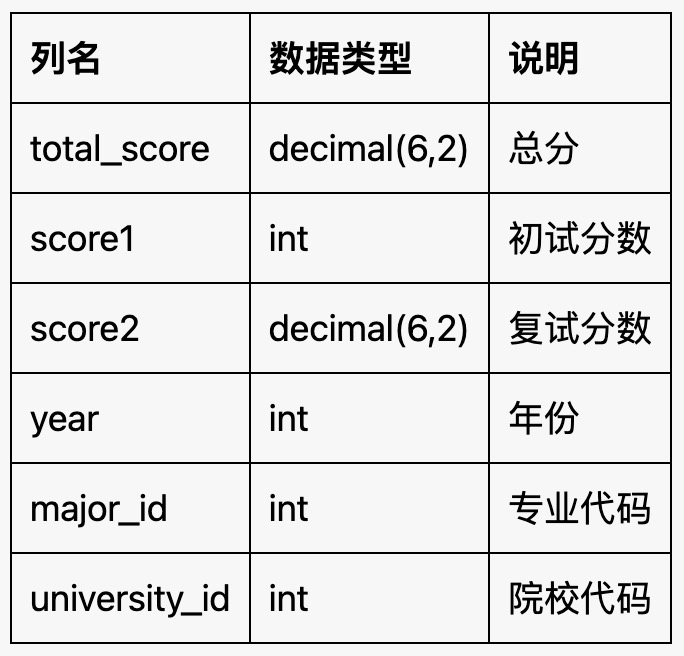 列名 数据类型 说明
total_score decimal(6,2) 总分
score1 int 初试分数
score2 decimal(6,2) 复试分数
year int 年份
major_id int 专业代码
university_id int 院校代码